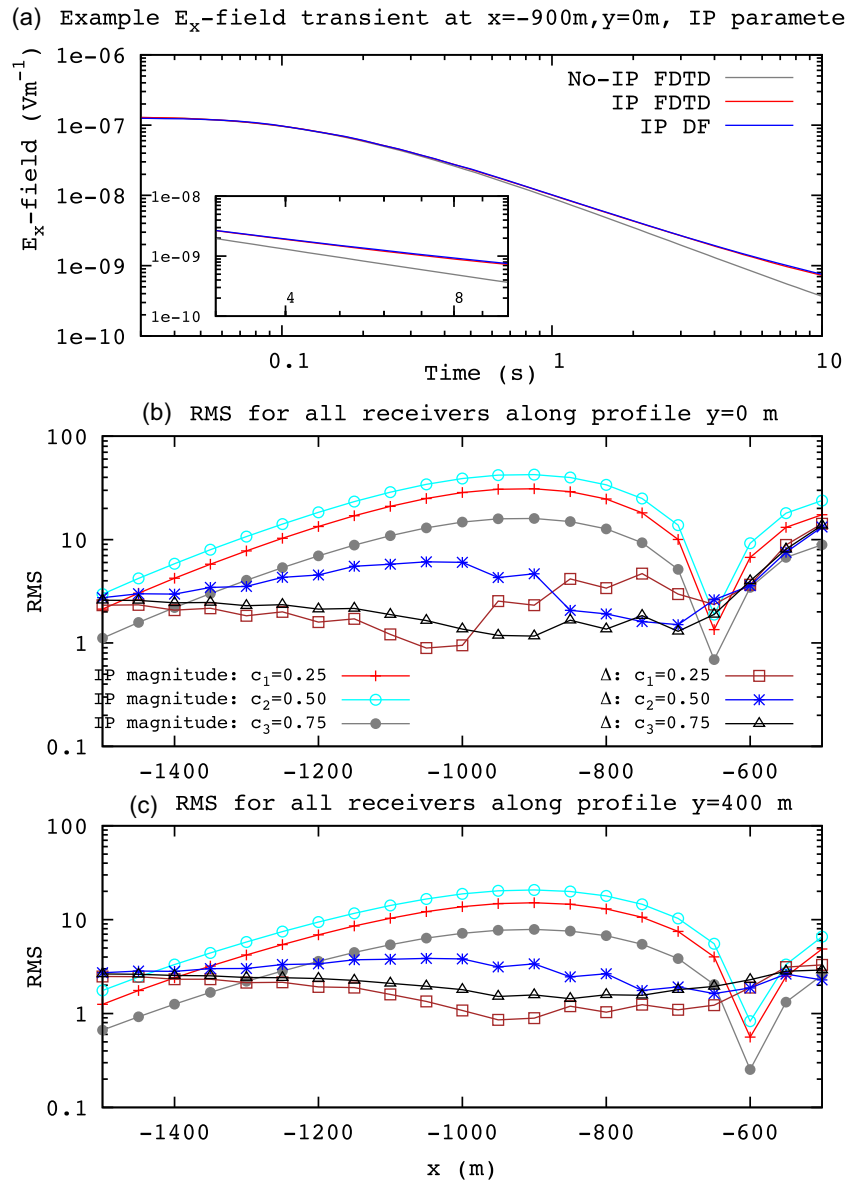 (a) Example Ex-field transient at x=-900m,y=0m, IP paramete
Ex-field (Vm⁻¹)
1e-06
1e-07
1e-08
1e-09
1e-10
No-IP FDTD
IP FDTD
IP DF
1e-08
1e-09
1e-10
4 8
0.1 1 10
Time (s)
(b) RMS for all receivers along profile y=0 m
RMS
100
10
1
0.1
IP magnitude: c₁=0.25
IP magnitude: c₂=0.50
IP magnitude: c₃=0.75
Δ: c₁=0.25
Δ: c₂=0.50
Δ: c₃=0.75
-1400 -1200 -1000 -800 -600
(c) RMS for all receivers along profile y=400 m
RMS
100
10
1
0.1
-1400 -1200 -1000 -800 -600
x (m)